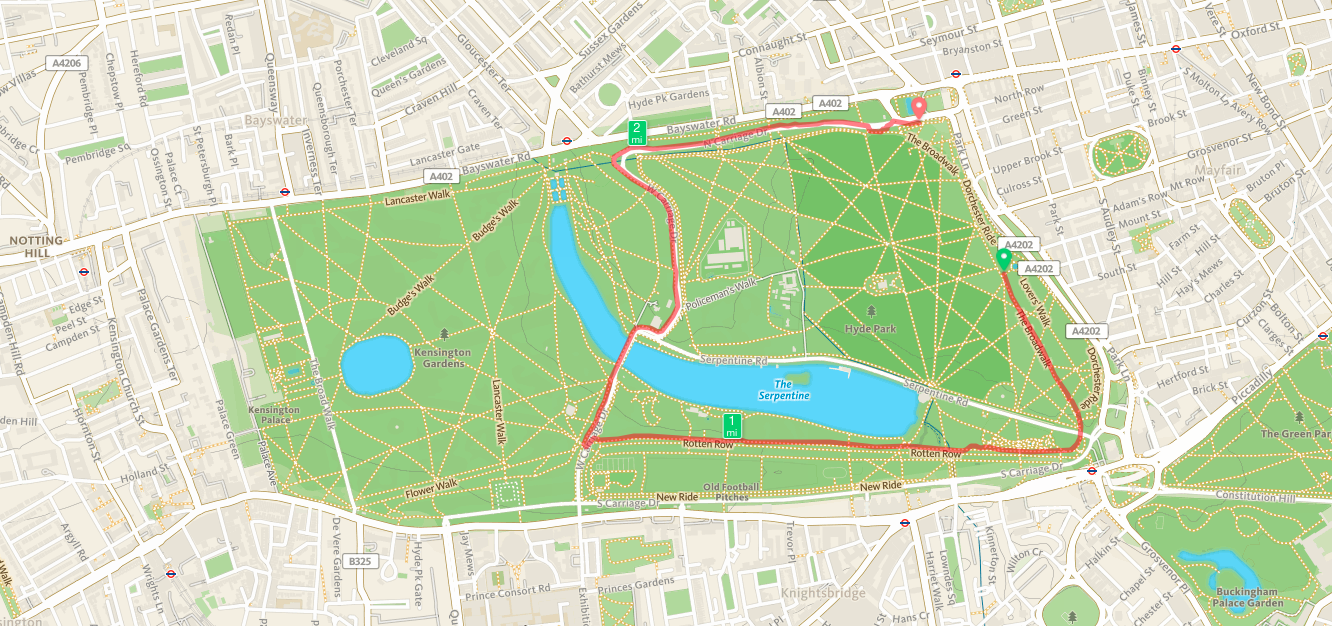 A4206
Hereford Rd
Chepstow Pl
Pembridge Pl
Pembridge Sq
Redan Pl
Queensway
Porchester Ter
Queensborough Ter
Inverness Ter
Bayswater
St Petersburgh Pl
Bark Pl
Palace Ct
Ossington St
Cleveland Sq
Queen's Gardens
Craven Hill
Craven Ter
Gloucester Ter
Lancaster Gate
Sussex Gardens
Bathurst Mews
Hyde Pk Gardens
Connaught St
Albion St
Seymour St
Bryanston St
James St
Vere St
Oxford St
A402
Bayswater Rd
A402
A402
Bayswater Rd
N Carriage Dr
2
mi
North Row
Green St
Park Ln
Duke St
Binney St
S Molton Ln
Avery Row
New Bond St
Brook St
Grosvenor St
Upper Brook St
Culross St
Park St
Mayfair
Adam's Row
Mt Row
Mount St
Bruton Pl
Bruton St
S Audley St
Farm St
Hill St
Hay's Mews
Charles St
South St
Curzon St
Bolton St
Clarges St
Hertford St
Brick St
Piccadilly
Park Ln
A4202
A4202
A4202
The Broadwalk
Dorchester Ride
Lovers' Walk
The Broadwalk
Dorchester Ride
Lancaster Walk
Budge's Walk
Budge's Walk
NOTTING
HILL
Edge St
Peel St
Campden St
Campden Hill Rd
Kensington Church St
Palace Gardens Ter
Hornton St
Holland St
Palace Green
Kensington
Palace
Palace Ave
The Broad Walk
Kensington
Gardens
Lancaster Walk
Flower Walk
Policeman's Walk
Hyde Park
Serpentine Rd
Serpentine Rd
The
Serpentine
1
mi
Rotten Row
Rotten Row
W Carriage Dr
S Carriage Dr
S Carriage Dr
Old Football
Pitches
New Ride
New Ride
The Green Par
Constitution Hill
Argyll Rd
Wrights Ln
De Vere Gardens
B325
Hyde Pk Gate
Jay Mews
Prince Consort Rd
Princes Gardens
Trevor Pl
Knightsbridge
Lowndes Sq
Harriet Walk
Kinnerton St
Wilton Cr
Halkin St
Chapel St
Chester St
Hans Cr
Grosvenor Pl
Buckingham
Palace Garden